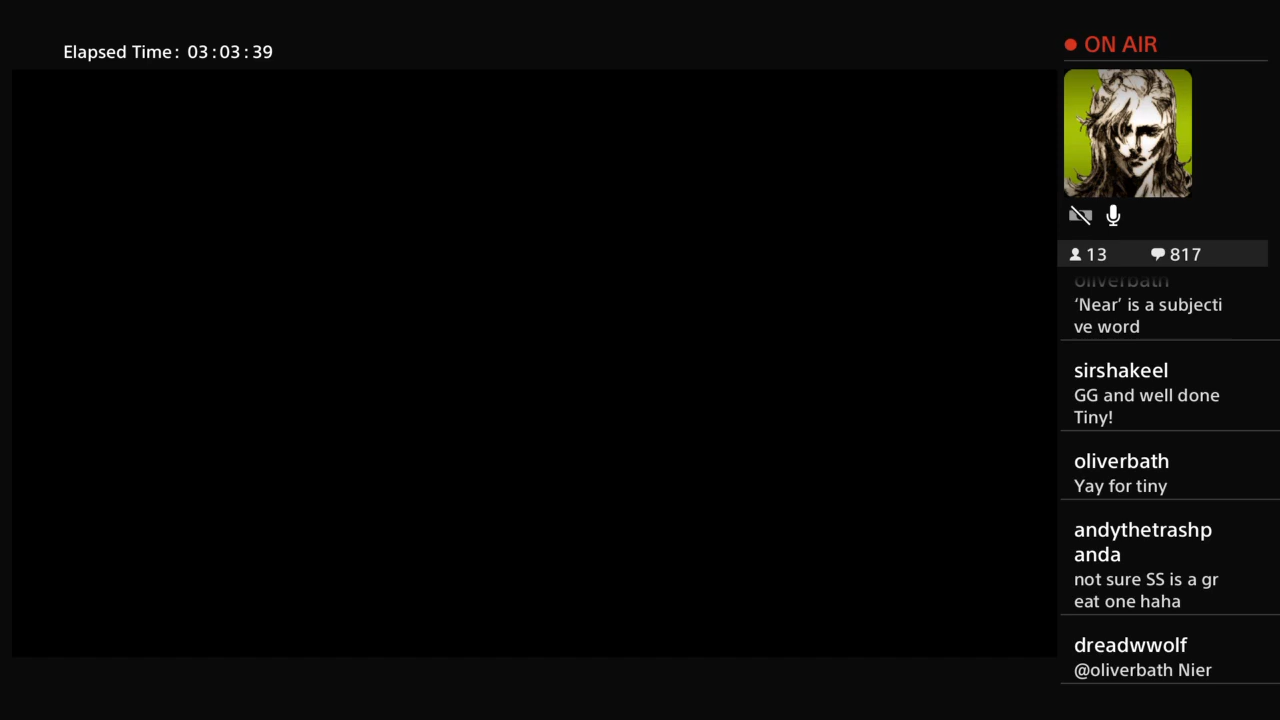 Elapsed Time: 03:03:39
ON AIR
13 817
oliverbath
‘Near’ is a subjecti
ve word
sirshakeel
GG and well done
Tiny!
oliverbath
Yay for tiny
andythetrashp
anda
not sure SS is a gr
eat one haha
dreadwwolf
@oliverbath Nier